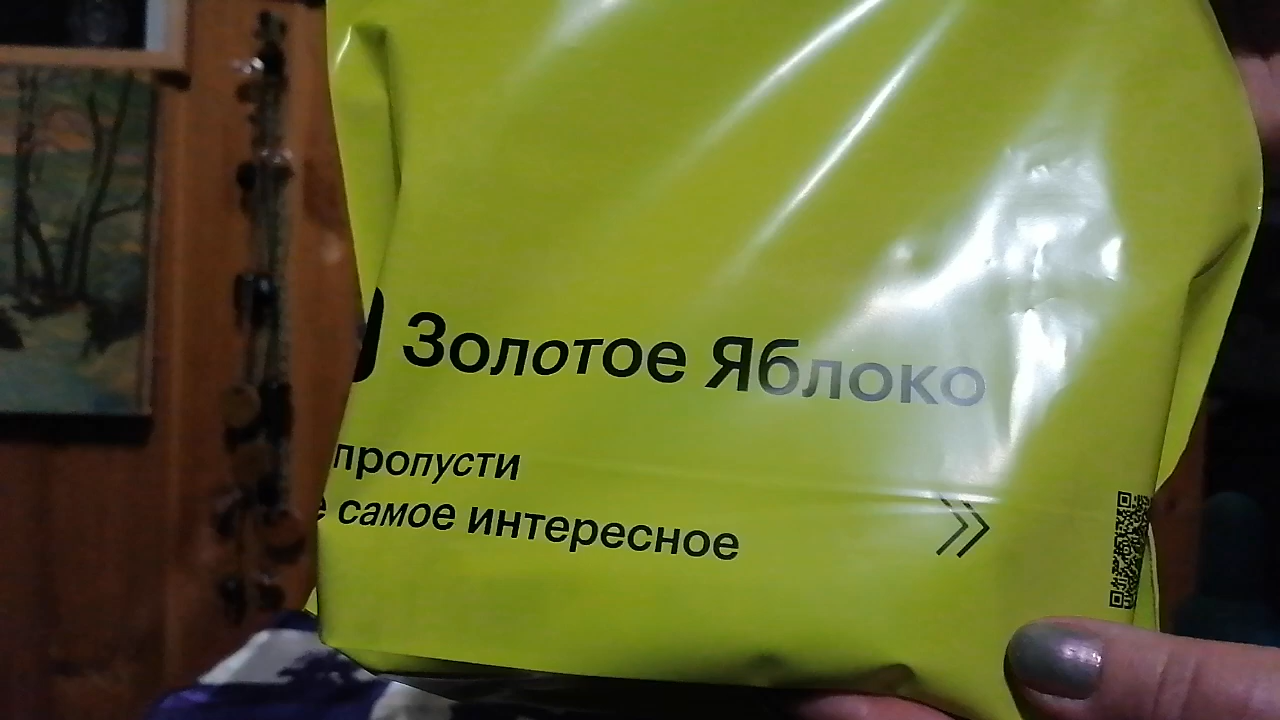 Золотое Яблоко
пропусти
самое интересное